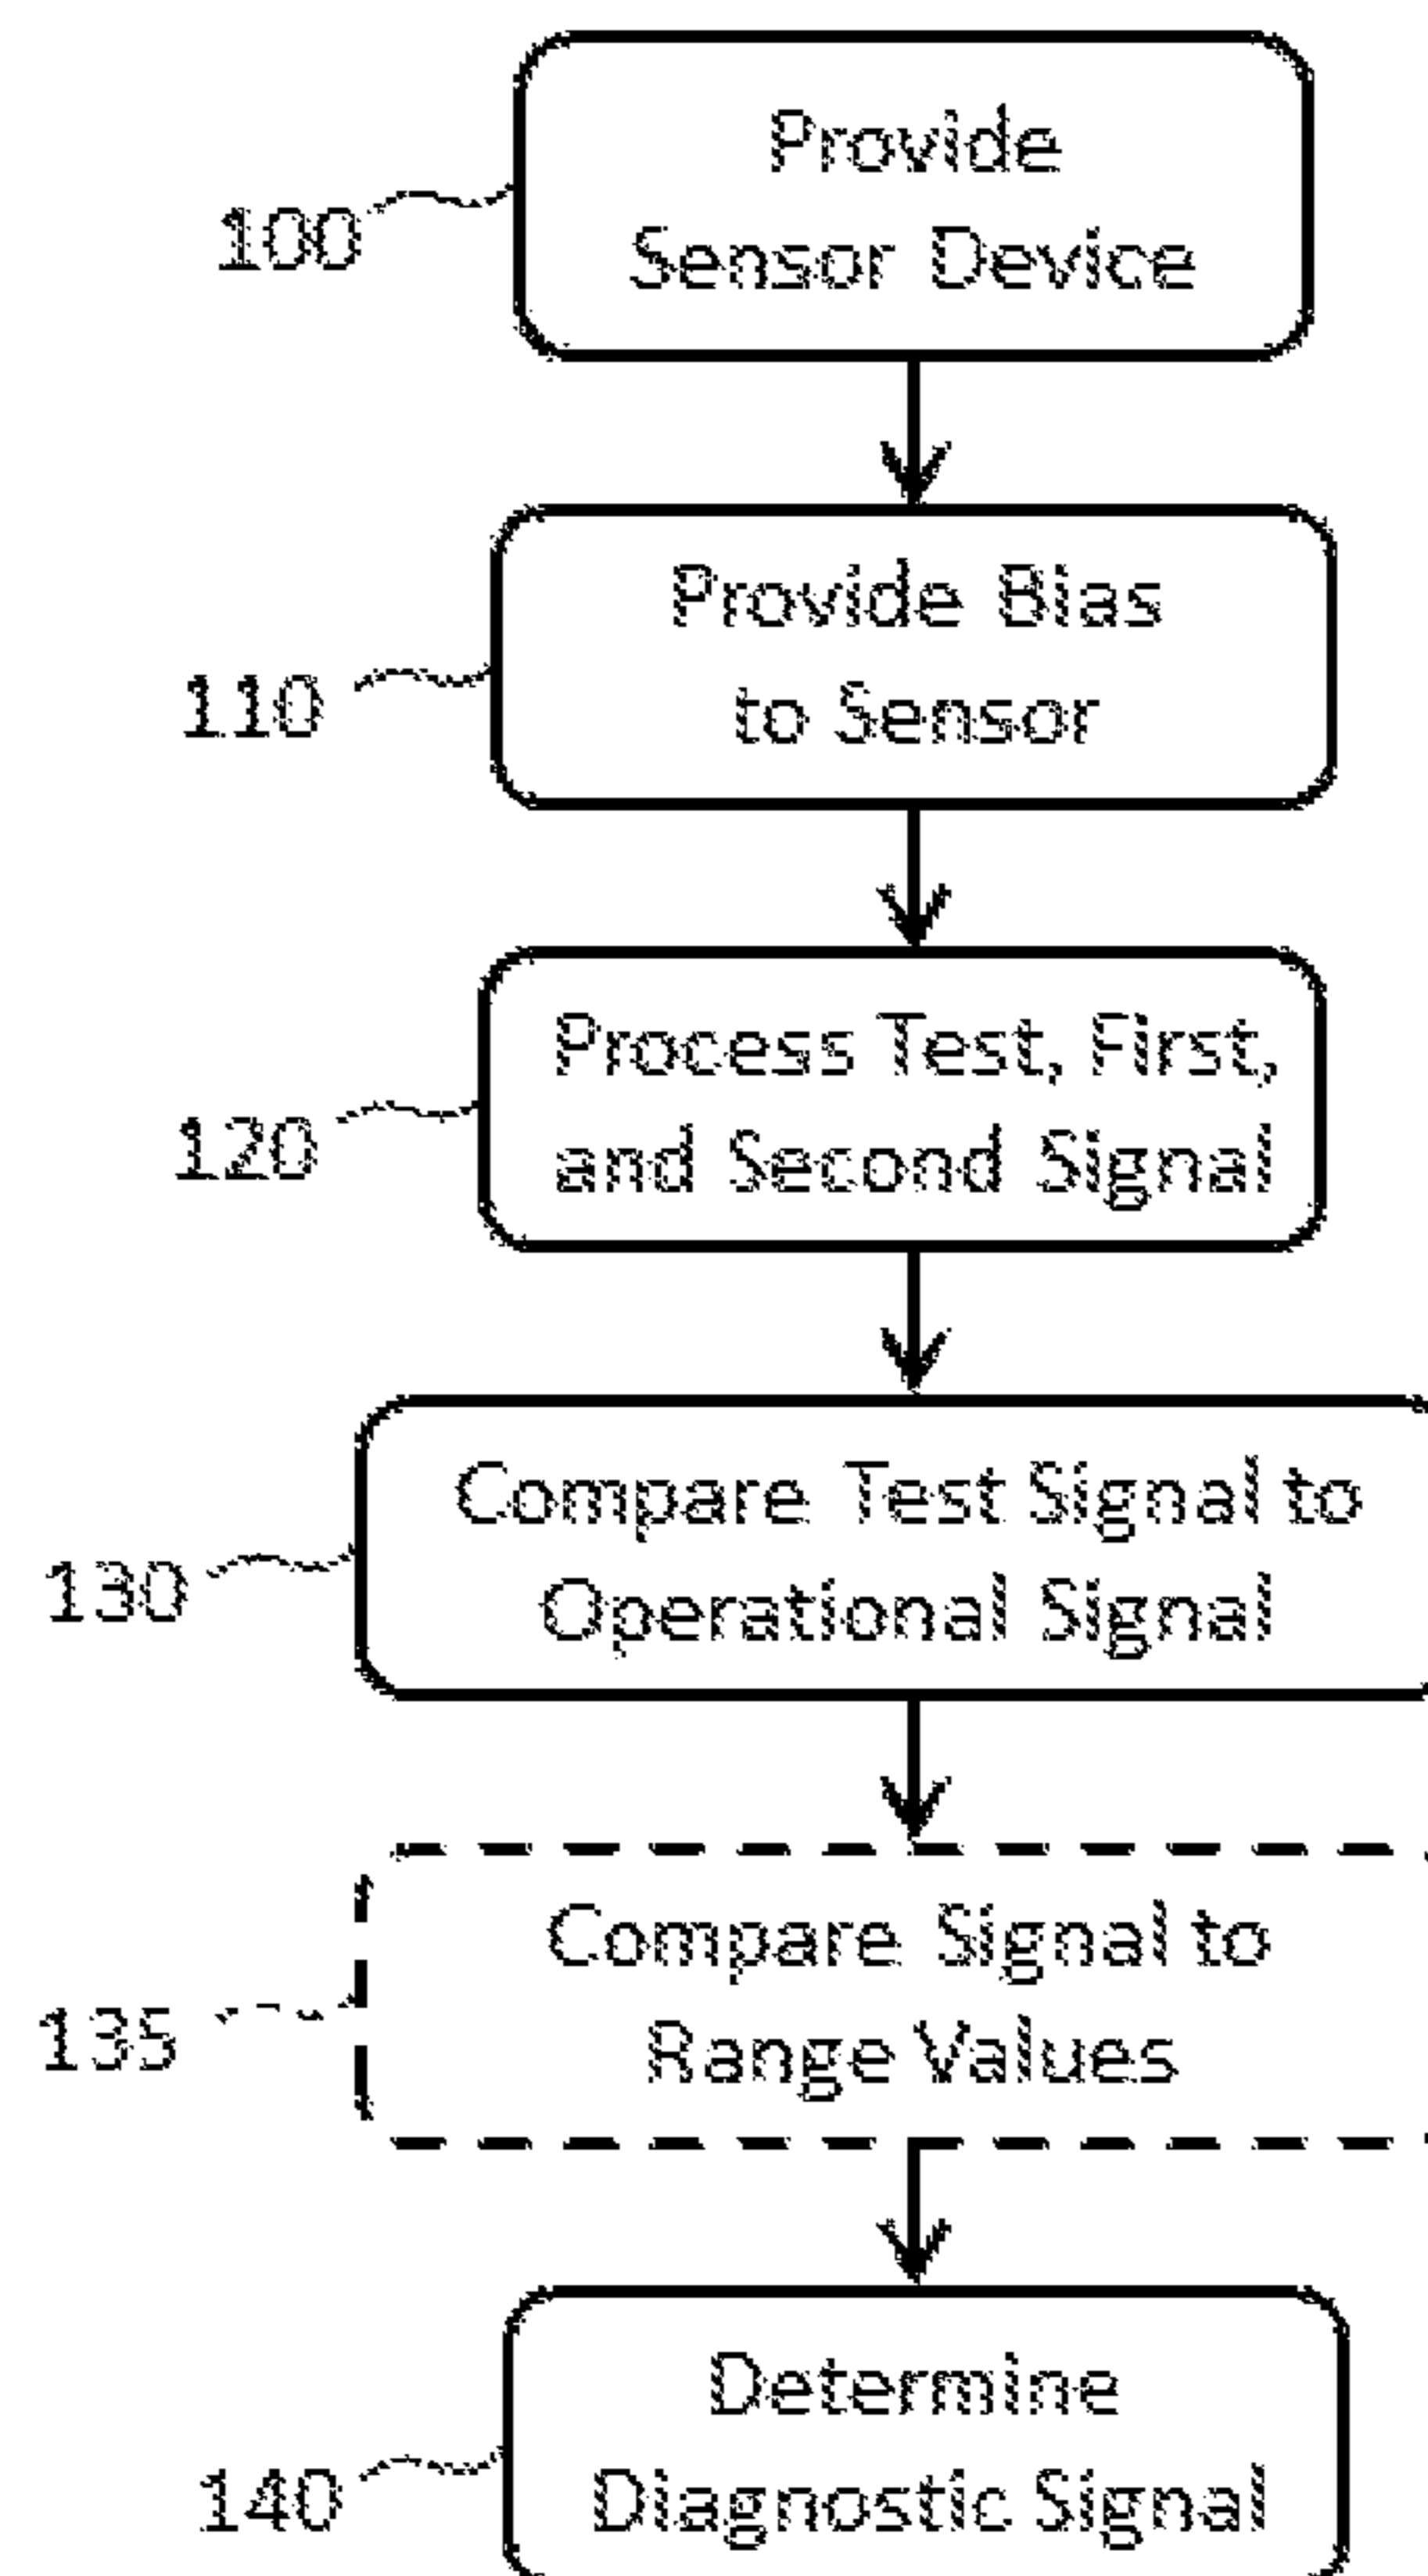 Provide
Sensor Device
100
Provide Bias
to Sensor
110
Process Test, First,
and Second Signal
120
Compare Test Signal to
Operational Signal
130
Compare Signal to
Range Values
135
Determine
Diagnostic Signal
140